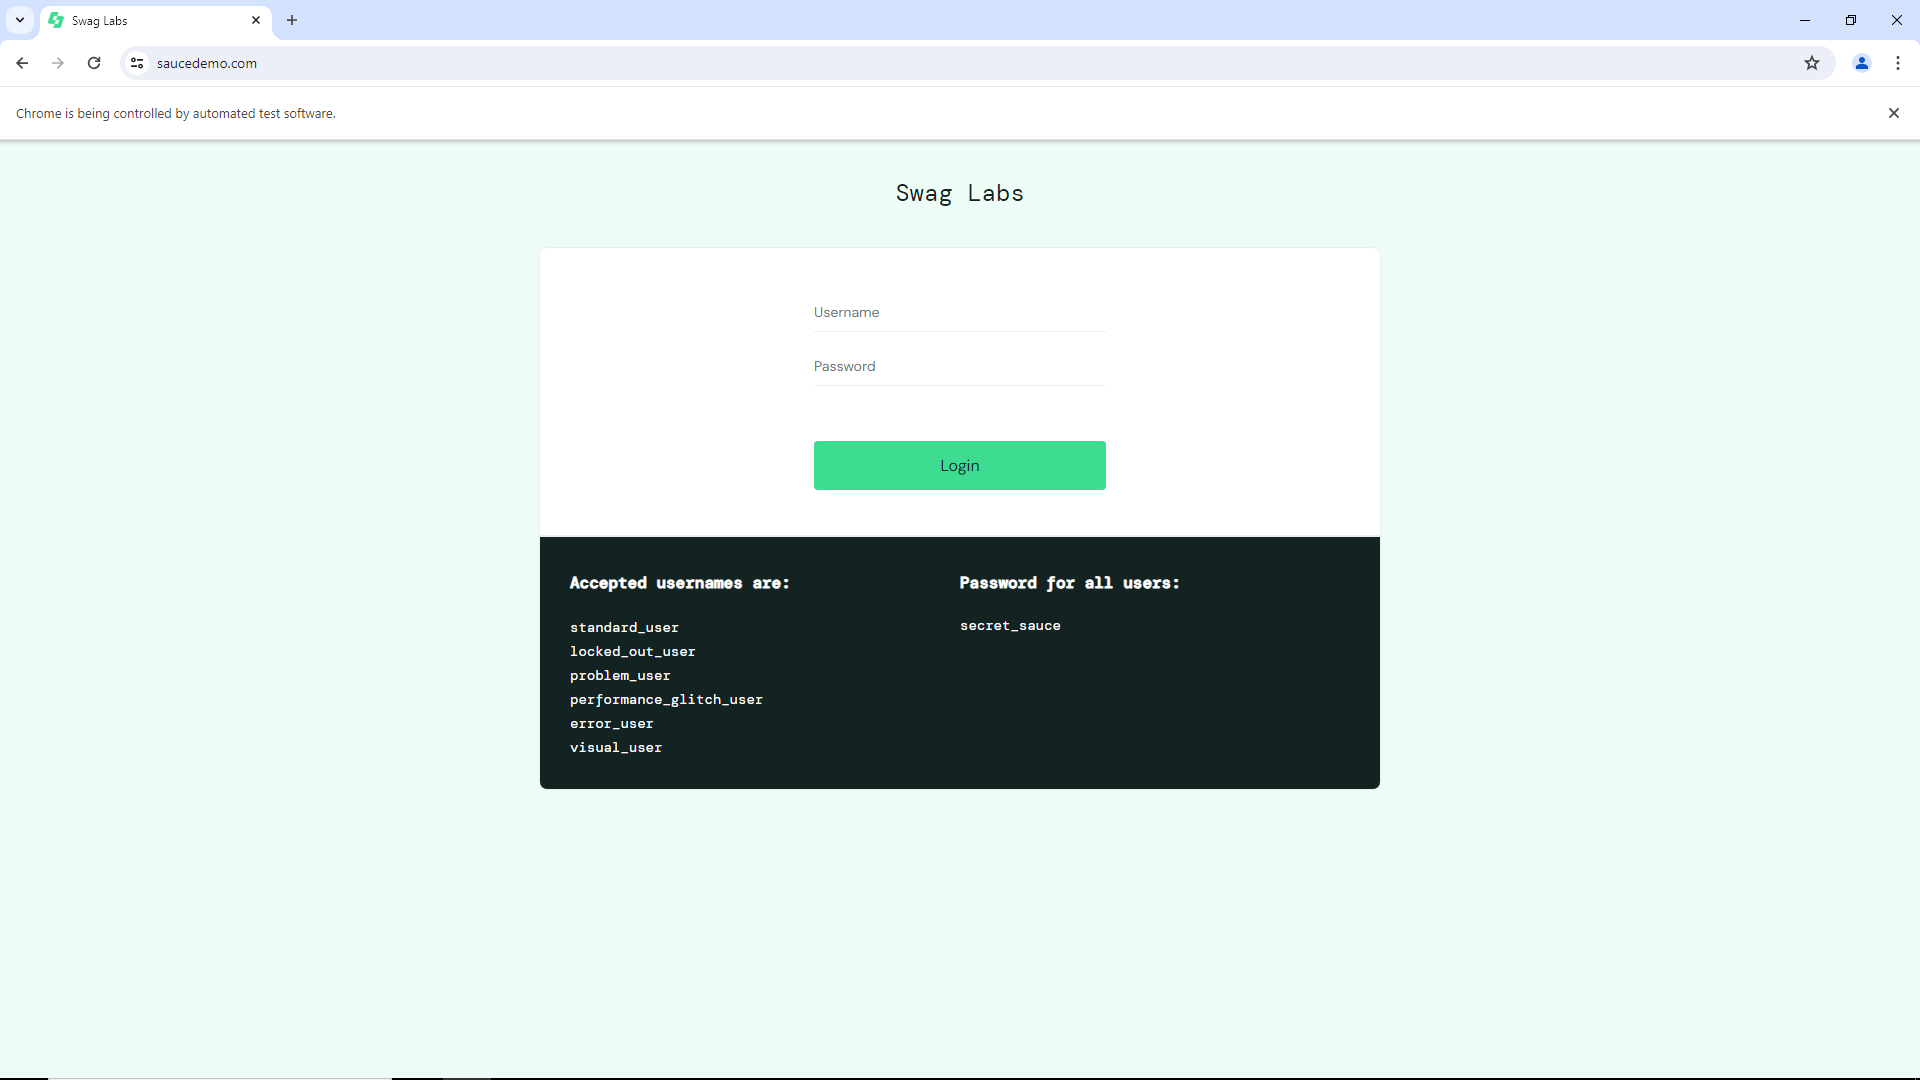 Swag Labs
saucedemo.com
Chrome is being controlled by automated test software.
Swag Labs
Username
Password
Login
Accepted usernames are:
standard_user
locked_out_user
problem_user
performance_glitch_user
error_user
visual_user
Password for all users:
secret_sauce